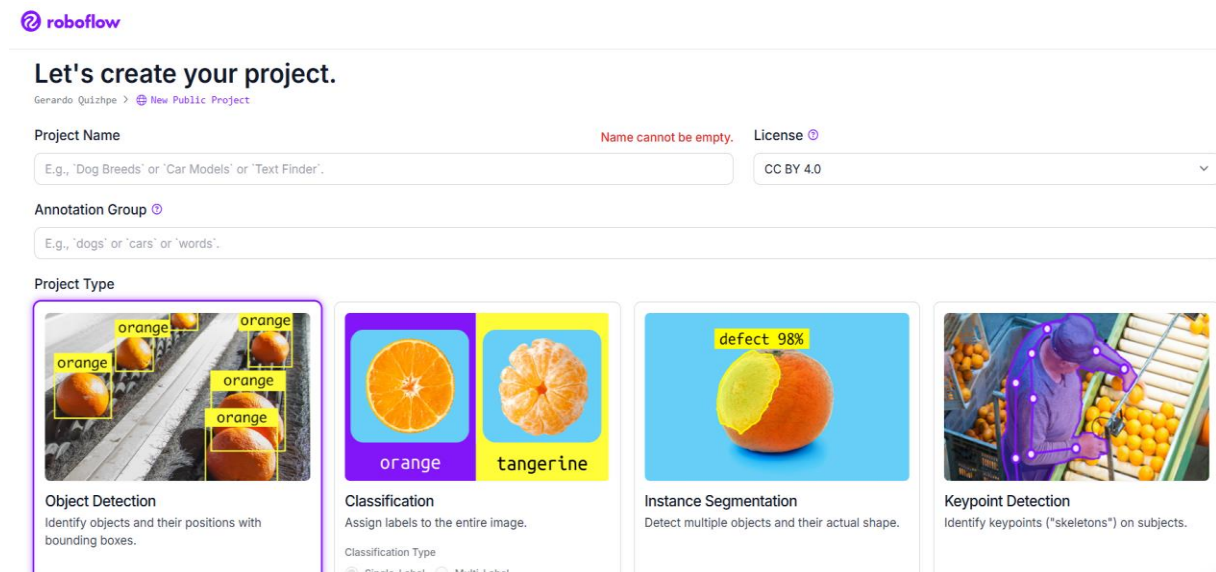 roboflow
Let's create your project.
Gerardo Quizhpe > New Public Project
Project Name
Name cannot be empty.
License
E.g., `Dog Breeds` or `Car Models` or `Text Finder`.
CC BY 4.0
Annotation Group
E.g., `dogs` or `cars` or `words`.
Project Type
orange
orange
orange
orange
orange
orange
tangerine
defect 98%
Object Detection
Identify objects and their positions with
bounding boxes.
Classification
Assign labels to the entire image.
Classification Type
Single-Label
Multi-Label
Instance Segmentation
Detect multiple objects and their actual shape.
Keypoint Detection
Identify keypoints ("skeletons") on subjects.